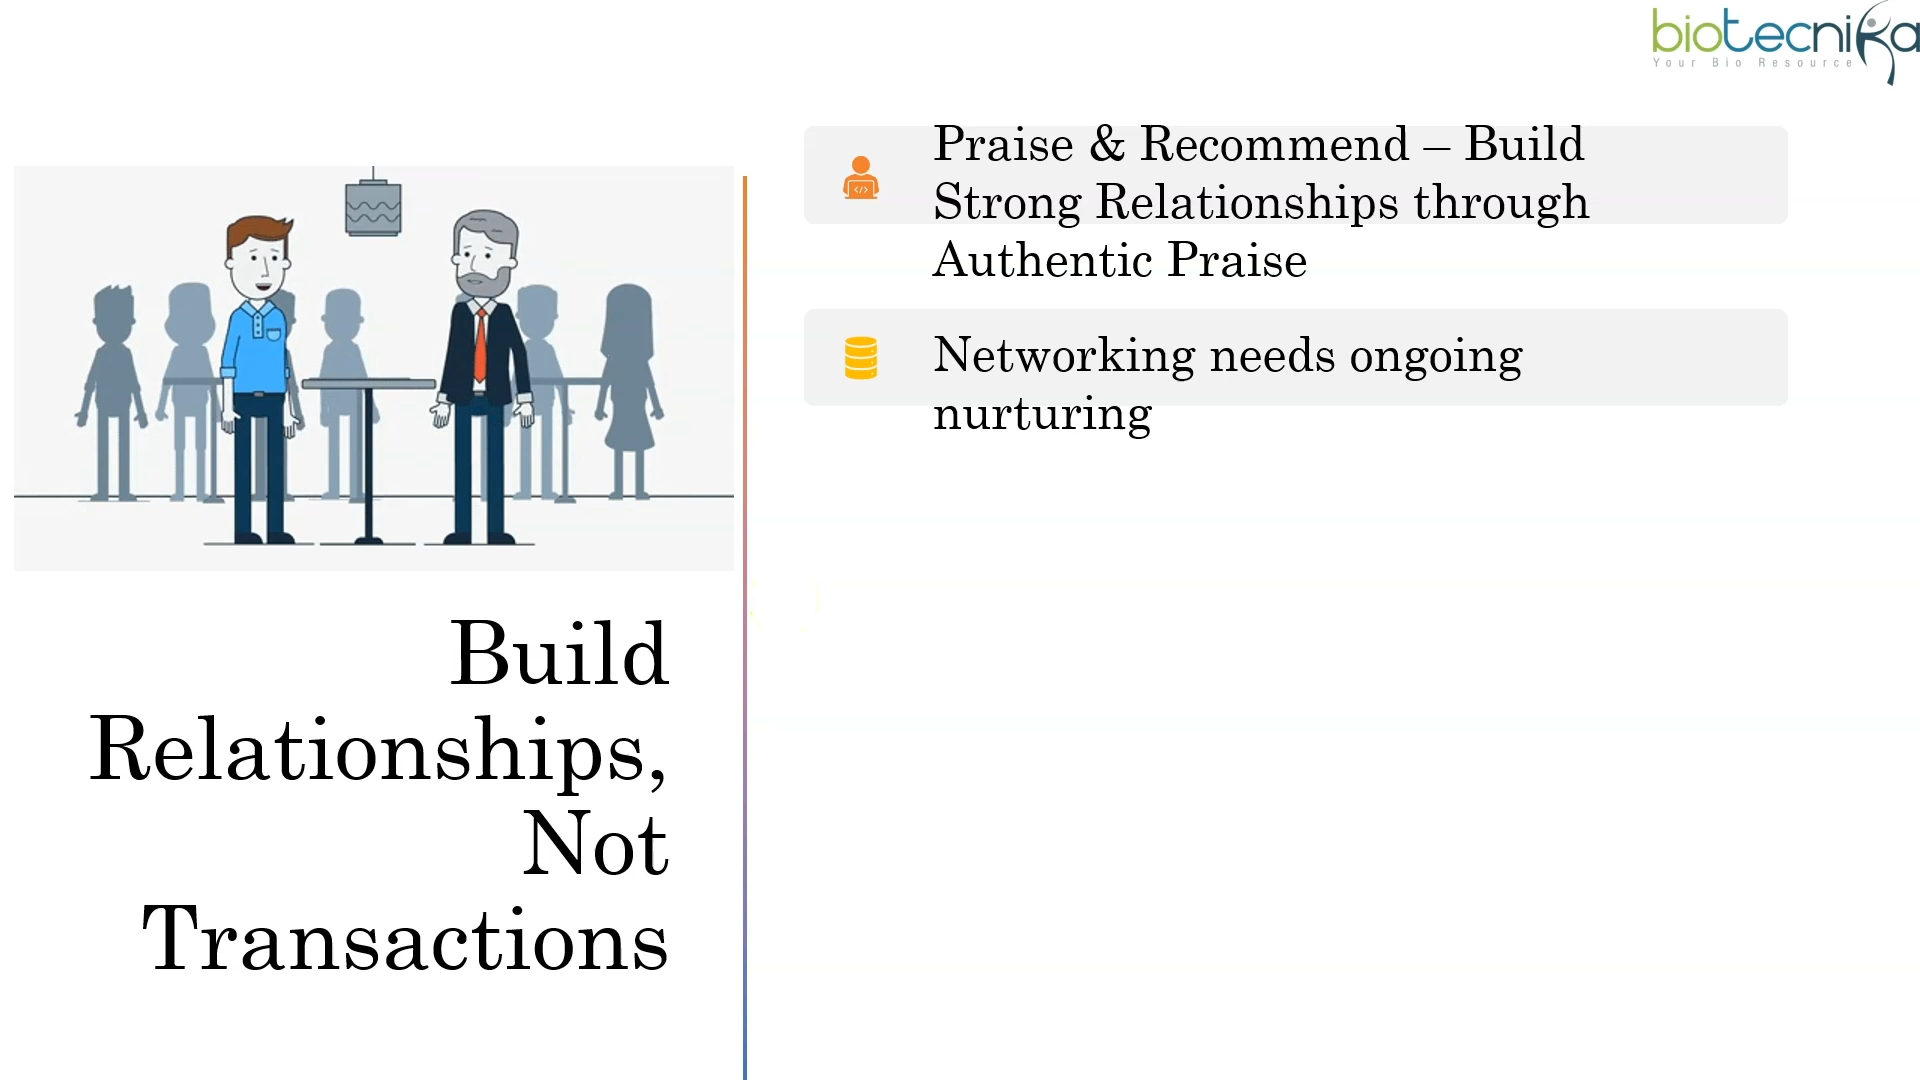 biotecnika
Your Bio Resource
Praise & Recommend – Build
Strong Relationships through
Authentic Praise
Networking needs ongoing
nurturing
Build
Relationships,
Not
Transactions